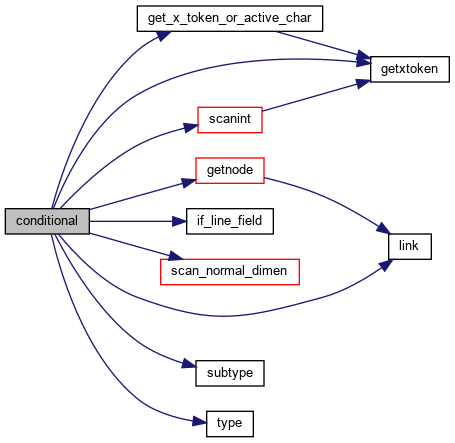 get_x_token_or_active_char
getxtoken
scanint
getnode
conditional
if_line_field
link
scan_normal_dimen
subtype
type